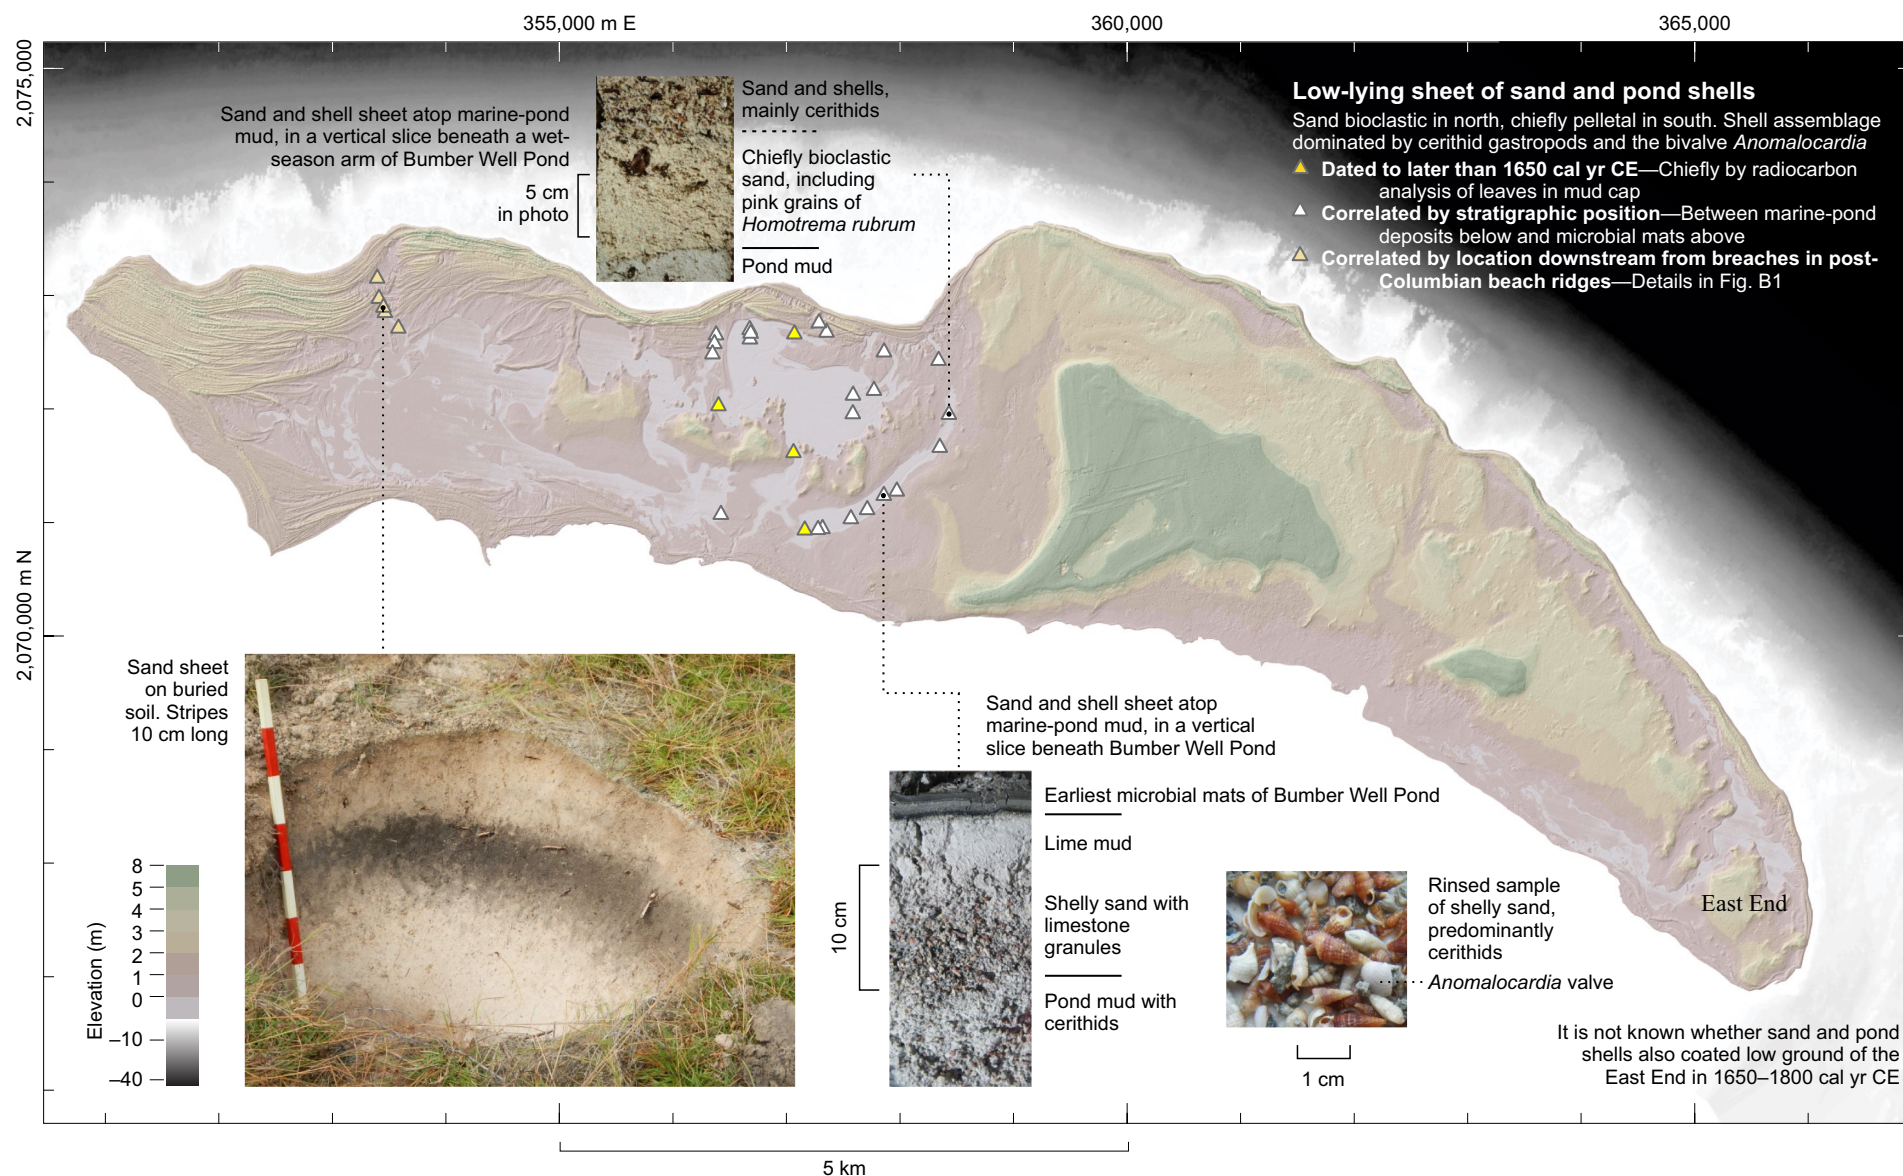 355,000 m E
360,000
365,000
2,075,000
2,070,000 m N
Sand and shell sheet atop marine-pond
mud, in a vertical slice beneath a wet-
season arm of Bumber Well Pond
5 cm
in photo
Sand and shells,
mainly cerithids
Chiefly bioclastic
sand, including
pink grains of
Homotrema rubrum
Pond mud
Low-lying sheet of sand and pond shells
Sand bioclastic in north, chiefly pelletal in south. Shell assemblage
dominated by cerithid gastropods and the bivalve Anomalocardia
Dated to later than 1650 cal yr CE—Chiefly by radiocarbon
analysis of leaves in mud cap
Correlated by stratigraphic position—Between marine-pond
deposits below and microbial mats above
Correlated by location downstream from breaches in post-
Columbian beach ridges—Details in Fig. B1
Sand sheet
on buried
soil. Stripes
10 cm long
Elevation (m)
8
5
4
3
2
1
0
–10
–40
Sand and shell sheet atop
marine-pond mud, in a vertical
slice beneath Bumber Well Pond
10 cm
Earliest microbial mats of Bumber Well Pond
Lime mud
Shelly sand with
limestone
granules
Pond mud with
cerithids
Rinsed sample
of shelly sand,
predominantly
cerithids
Anomalocardia valve
1 cm
East End
It is not known whether sand and pond
shells also coated low ground of the
East End in 1650–1800 cal yr CE
5 km